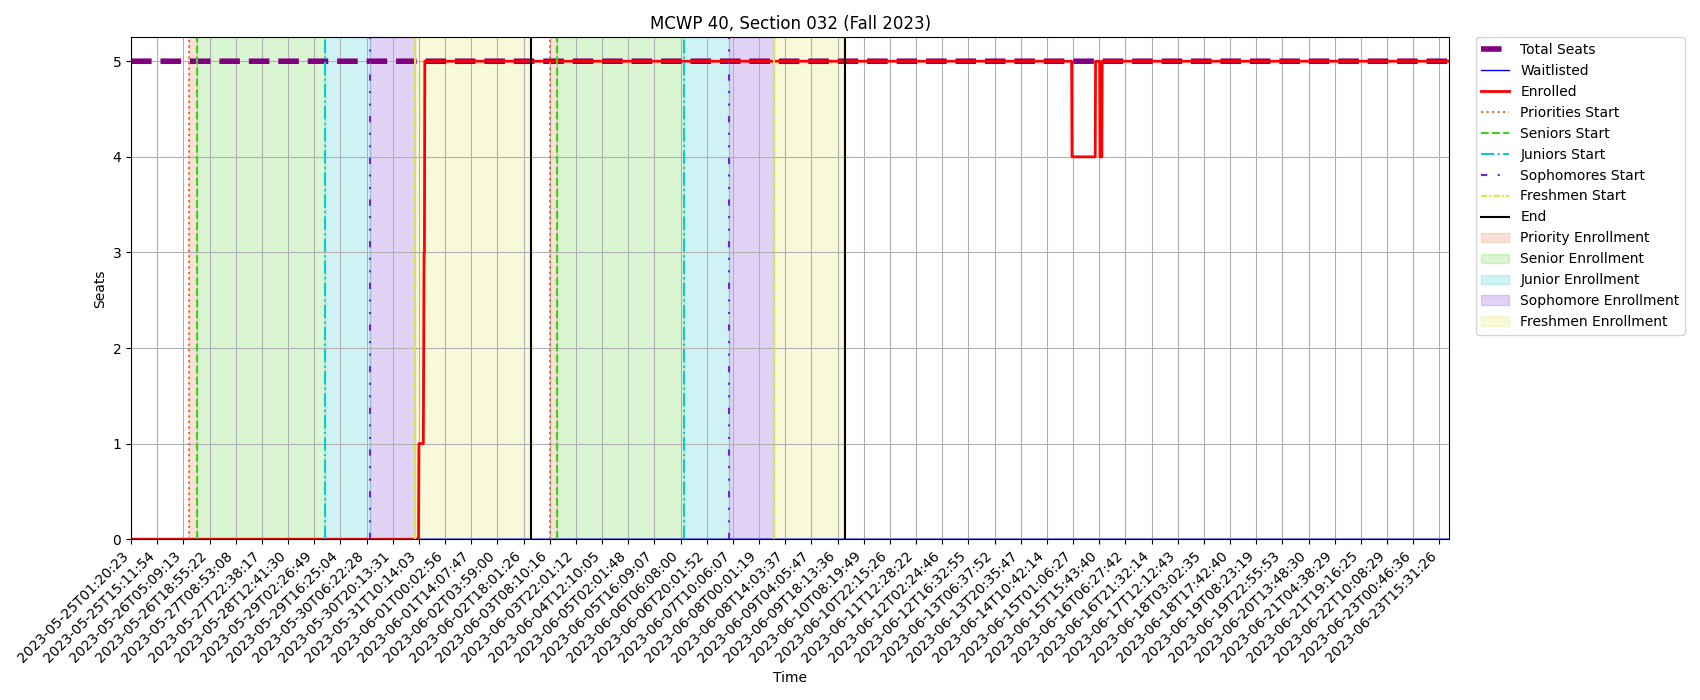 MCWP 40, Section 032 (Fall 2023)
Seats
5
4
3
2
1
0
2023-05-25T01:20:23
2023-05-25T15:11:54
2023-05-26T05:09:13
2023-05-26T18:55:22
2023-05-27T08:53:08
2023-05-27T22:38:17
2023-05-28T12:41:30
2023-05-29T02:26:49
2023-05-29T16:25:04
2023-05-30T06:22:28
2023-05-30T20:13:31
2023-05-31T10:14:03
2023-06-01T00:02:56
2023-06-01T14:07:47
2023-06-02T03:59:00
2023-06-02T18:01:26
2023-06-03T08:10:16
2023-06-03T22:01:12
2023-06-04T12:10:05
2023-06-05T02:01:48
2023-06-05T16:09:07
2023-06-06T06:08:00
2023-06-06T20:01:52
2023-06-07T10:06:07
2023-06-08T00:01:19
2023-06-08T14:03:37
2023-06-09T04:05:47
2023-06-09T18:13:36
2023-06-10T08:19:49
2023-06-10T22:15:26
2023-06-11T12:28:22
2023-06-12T02:24:46
2023-06-12T16:32:55
2023-06-13T06:37:52
2023-06-13T20:35:47
2023-06-14T10:42:14
2023-06-15T01:06:27
2023-06-15T15:43:40
2023-06-16T06:27:42
2023-06-16T21:32:14
2023-06-17T12:12:43
2023-06-18T03:02:35
2023-06-18T17:42:40
2023-06-19T08:23:19
2023-06-19T22:55:53
2023-06-20T13:48:30
2023-06-21T04:38:29
2023-06-21T19:16:25
2023-06-22T10:08:29
2023-06-23T00:46:36
2023-06-23T15:31:26
Time
Total Seats
Waitlisted
Enrolled
Priorities Start
Seniors Start
Juniors Start
Sophomores Start
Freshmen Start
End
Priority Enrollment
Senior Enrollment
Junior Enrollment
Sophomore Enrollment
Freshmen Enrollment